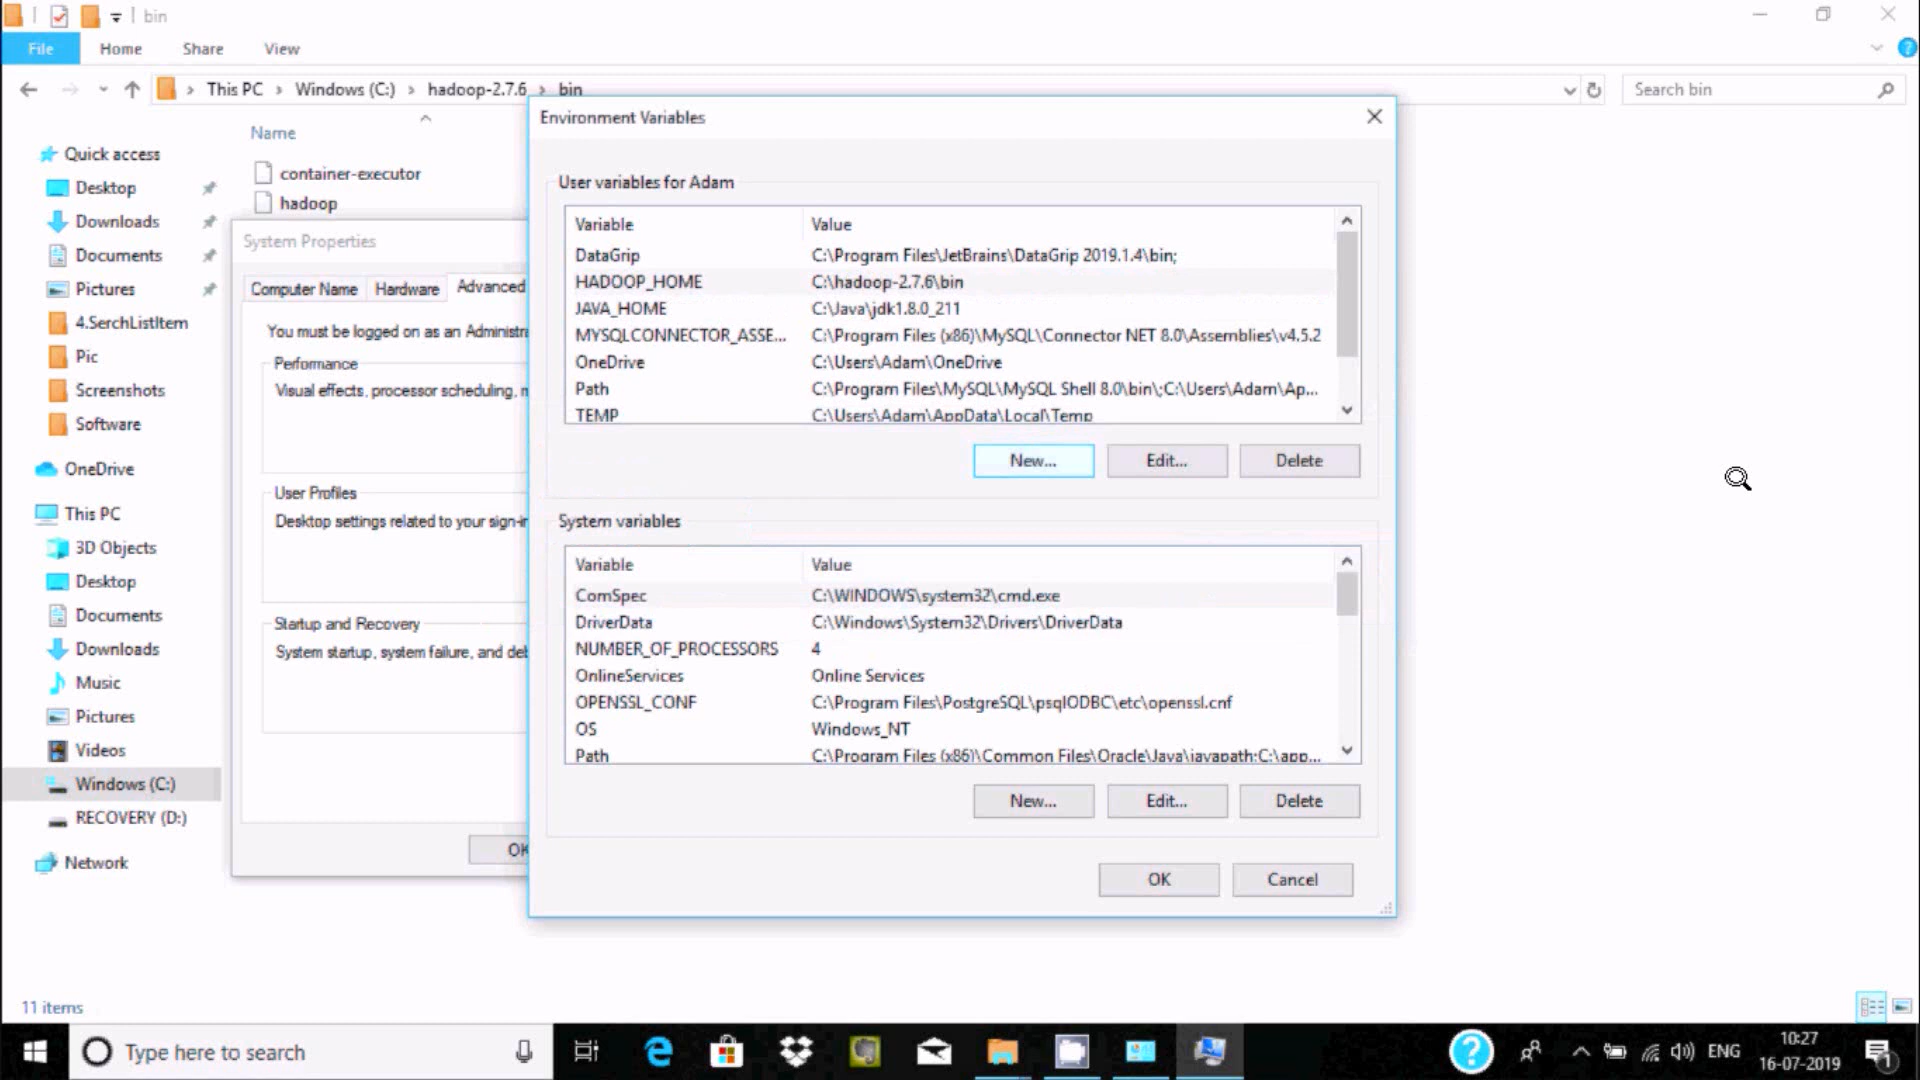 bin
File Home Share View
This PC Windows (C:) hadoop-2.7.6 bin
Search bin
Name
container-executor
hadoop
Quick access
Desktop
Downloads
Documents
Pictures
4.SerchListItem
Pic
Screenshots
Software
OneDrive
This PC
3D Objects
Desktop
Documents
Downloads
Music
Pictures
Videos
Windows (C:)
RECOVERY (D:)
Network
11 items
System Properties
Computer Name Hardware Advanced
You must be logged on as an Administra
Performance
Visual effects, processor scheduling, m
User Profiles
Desktop settings related to your sign-in
Startup and Recovery
System startup, system failure, and deb
OK
Environment Variables
User variables for Adam
Variable Value
DataGrip C:\Program Files\JetBrains\DataGrip 2019.1.4\bin;
HADOOP_HOME C:\hadoop-2.7.6\bin
JAVA_HOME C:\Java\jdk1.8.0_211
MYSQLCONNECTOR_ASSE... C:\Program Files (x86)\MySQL\Connector NET 8.0\Assemblies\v4.5.2
OneDrive C:\Users\Adam\OneDrive
Path C:\Program Files\MySQL\MySQL Shell 8.0\bin\;C:\Users\Adam\Ap...
TEMP C:\Users\Adam\AppData\Local\Temp
New... Edit... Delete
System variables
Variable Value
ComSpec C:\WINDOWS\system32\cmd.exe
DriverData C:\Windows\System32\Drivers\DriverData
NUMBER_OF_PROCESSORS 4
OnlineServices Online Services
OPENSSL_CONF C:\Program Files\PostgreSQL\psqlODBC\etc\openssl.cnf
OS Windows_NT
Path C:\Program Files (x86)\Common Files\Oracle\Java\javapath;C:\app...
New... Edit... Delete
OK Cancel
Type here to search
ENG
10:27
16-07-2019
1